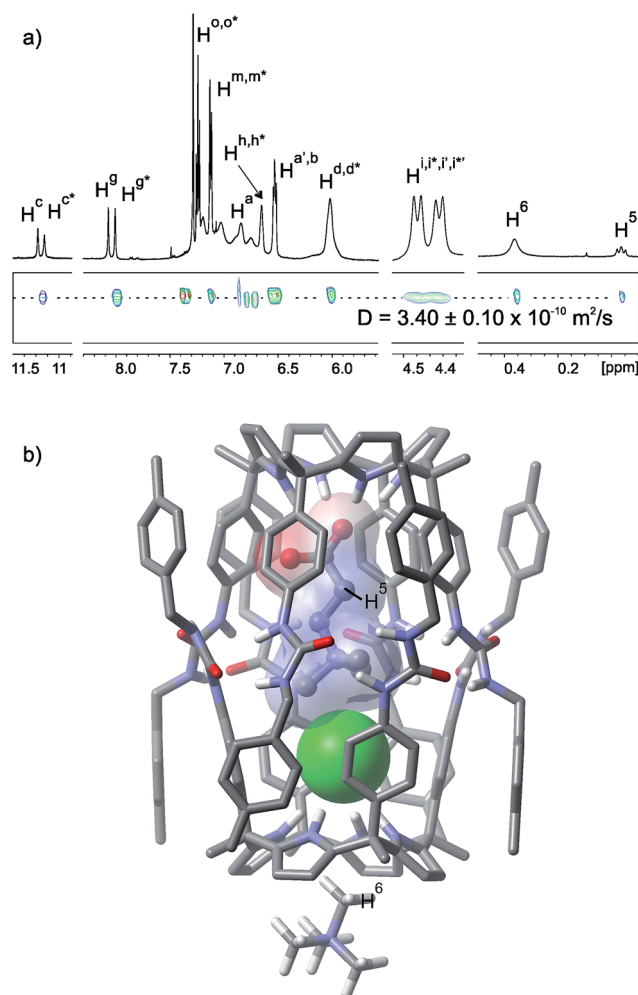 a)
H^o,o*
H^m,m*
H^h,h*
H^g
H^g*
H^a
H^a',b
H^d,d*
H^i,i*,i',i*'
H^c
H^c*
H^6
H^5
D = 3.40 ± 0.10 x 10^-10 m^2/s
11.5 11 8.0 7.5 7.0 6.5 6.0 4.5 4.4 0.4 0.2 [ppm]
b)
H^5
H^6